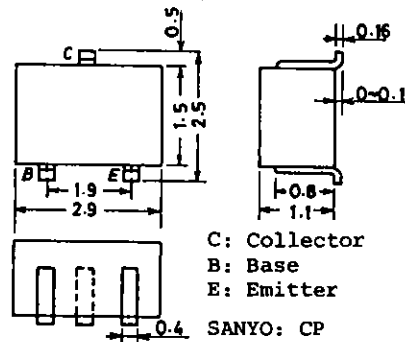 C
0.5
0.16
1.5
2.5
0~0.1
B
E
1.9
2.9
0.8
1.1
C: Collector
B: Base
E: Emitter
0.4
SANYO: CP